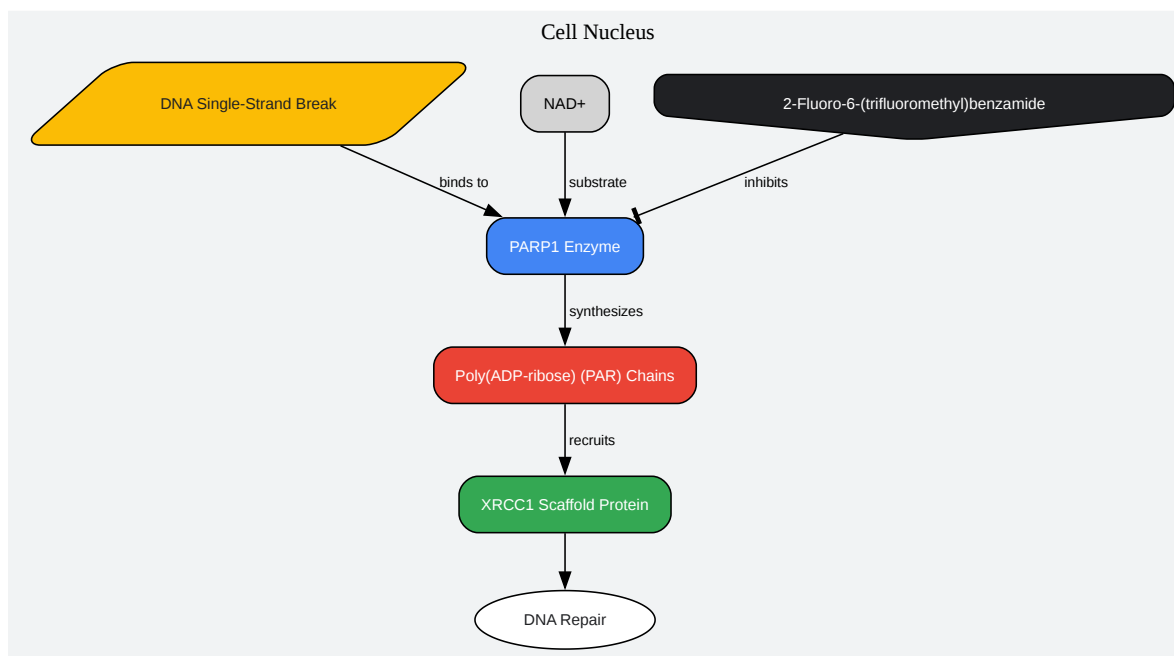 Cell Nucleus
DNA Single-Strand Break
NAD+
2-Fluoro-6-(trifluoromethyl)benzamide
binds to
substrate
inhibits
PARP1 Enzyme
synthesizes
Poly(ADP-ribose) (PAR) Chains
recruits
XRCC1 Scaffold Protein
DNA Repair